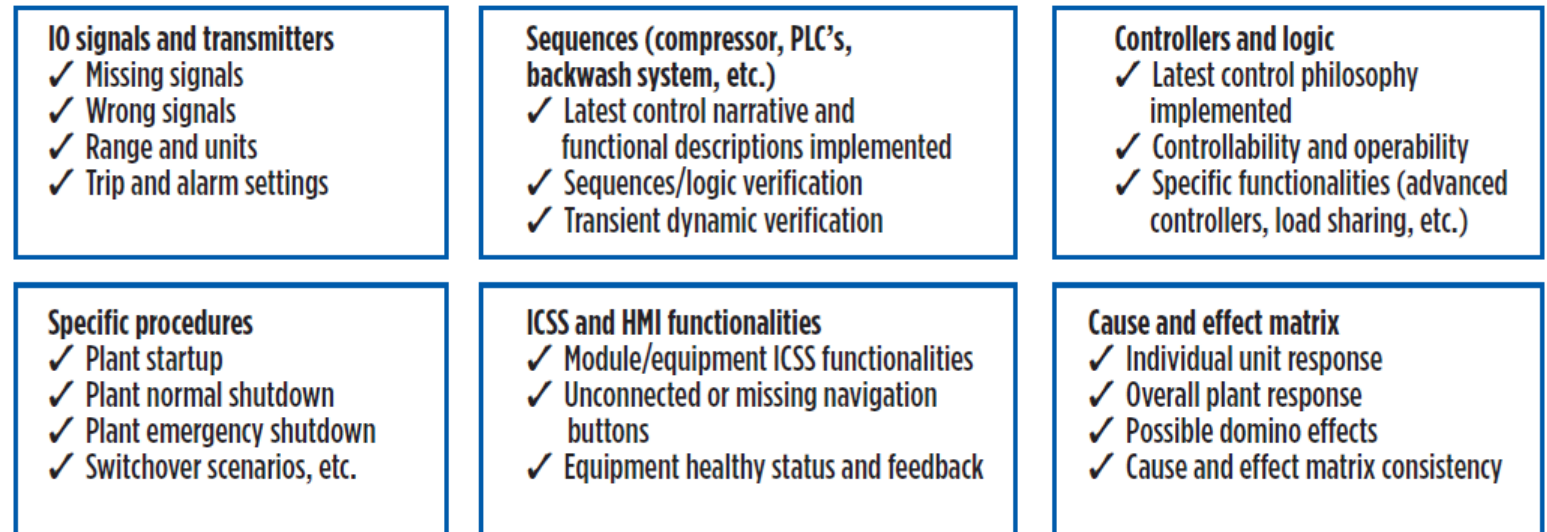 IO signals and transmitters
✓ Missing signals
✓ Wrong signals
✓ Range and units
✓ Trip and alarm settings
Sequences (compressor, PLC's,
backwash system, etc.)
✓ Latest control narrative and
functional descriptions implemented
✓ Sequences/logic verification
✓ Transient dynamic verification
Controllers and logic
✓ Latest control philosophy
implemented
✓ Controllability and operability
✓ Specific functionalities (advanced
controllers, load sharing, etc.)
Specific procedures
✓ Plant startup
✓ Plant normal shutdown
✓ Plant emergency shutdown
✓ Switchover scenarios, etc.
ICSS and HMI functionalities
✓ Module/equipment ICSS functionalities
✓ Unconnected or missing navigation
buttons
✓ Equipment healthy status and feedback
Cause and effect matrix
✓ Individual unit response
✓ Overall plant response
✓ Possible domino effects
✓ Cause and effect matrix consistency